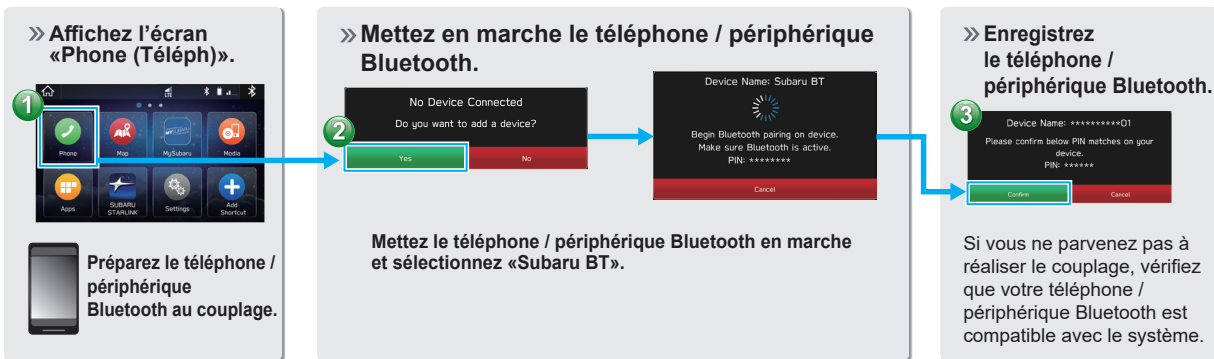 » Affichez l'écran
«Phone (Téléph)».
1
LTE
Phone
Map
MySubaru
Media
Apps
SUBARU
STARLINK
Settings
Add
Shortcut
Préparez le téléphone /
périphérique
Bluetooth au couplage.
» Mettez en marche le téléphone / périphérique
Bluetooth.
No Device Connected
Do you want to add a device?
2
Yes
No
Device Name: Subaru BT
Begin Bluetooth pairing on device.
Make sure Bluetooth is active.
PIN: ********
Cancel
Mettez le téléphone / périphérique Bluetooth en marche
et sélectionnez «Subaru BT».
» Enregistrez
le téléphone /
périphérique Bluetooth.
3
Device Name: **********01
Please confirm below PIN matches on your
device.
PIN: ******
Confirm
Cancel
Si vous ne parvenez pas à
réaliser le couplage, vérifiez
que votre téléphone /
périphérique Bluetooth est
compatible avec le système.